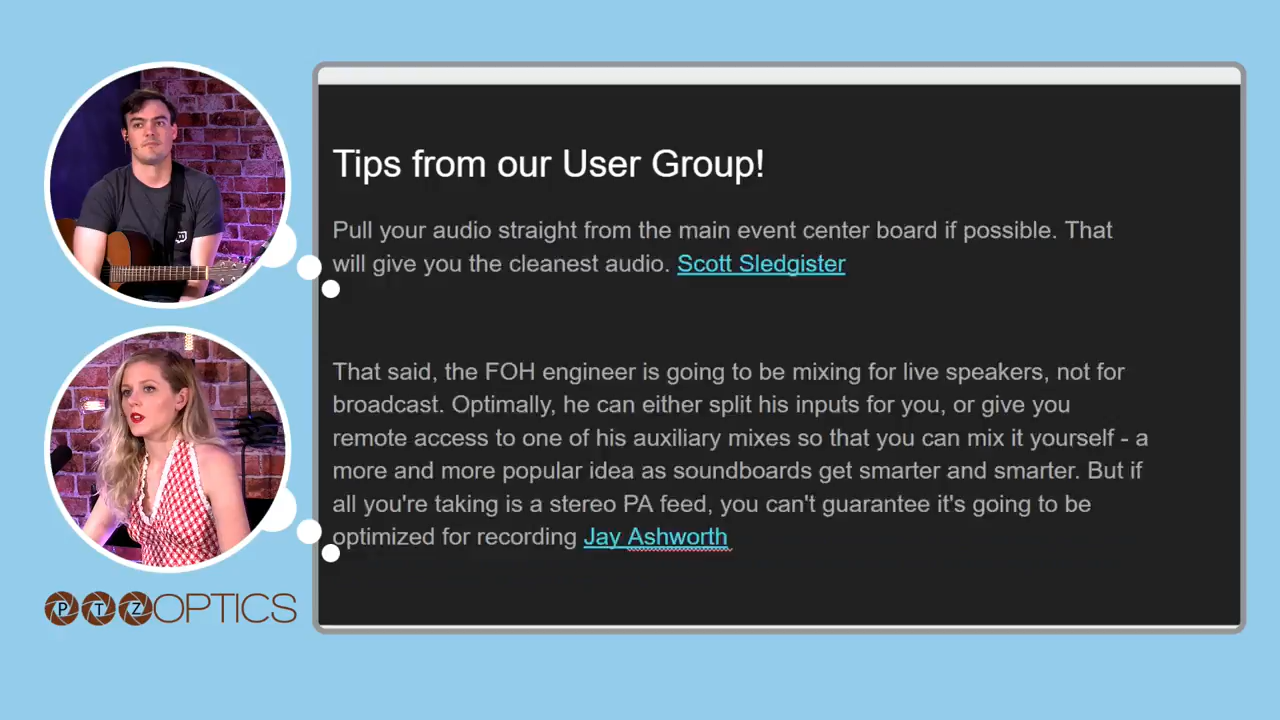 Tips from our User Group!
Pull your audio straight from the main event center board if possible. That
will give you the cleanest audio. Scott Sledgister
That said, the FOH engineer is going to be mixing for live speakers, not for
broadcast. Optimally, he can either split his inputs for you, or give you
remote access to one of his auxiliary mixes so that you can mix it yourself - a
more and more popular idea as soundboards get smarter and smarter. But if
all you're taking is a stereo PA feed, you can't guarantee it's going to be
optimized for recording Jay Ashworth
PTZOPTICS